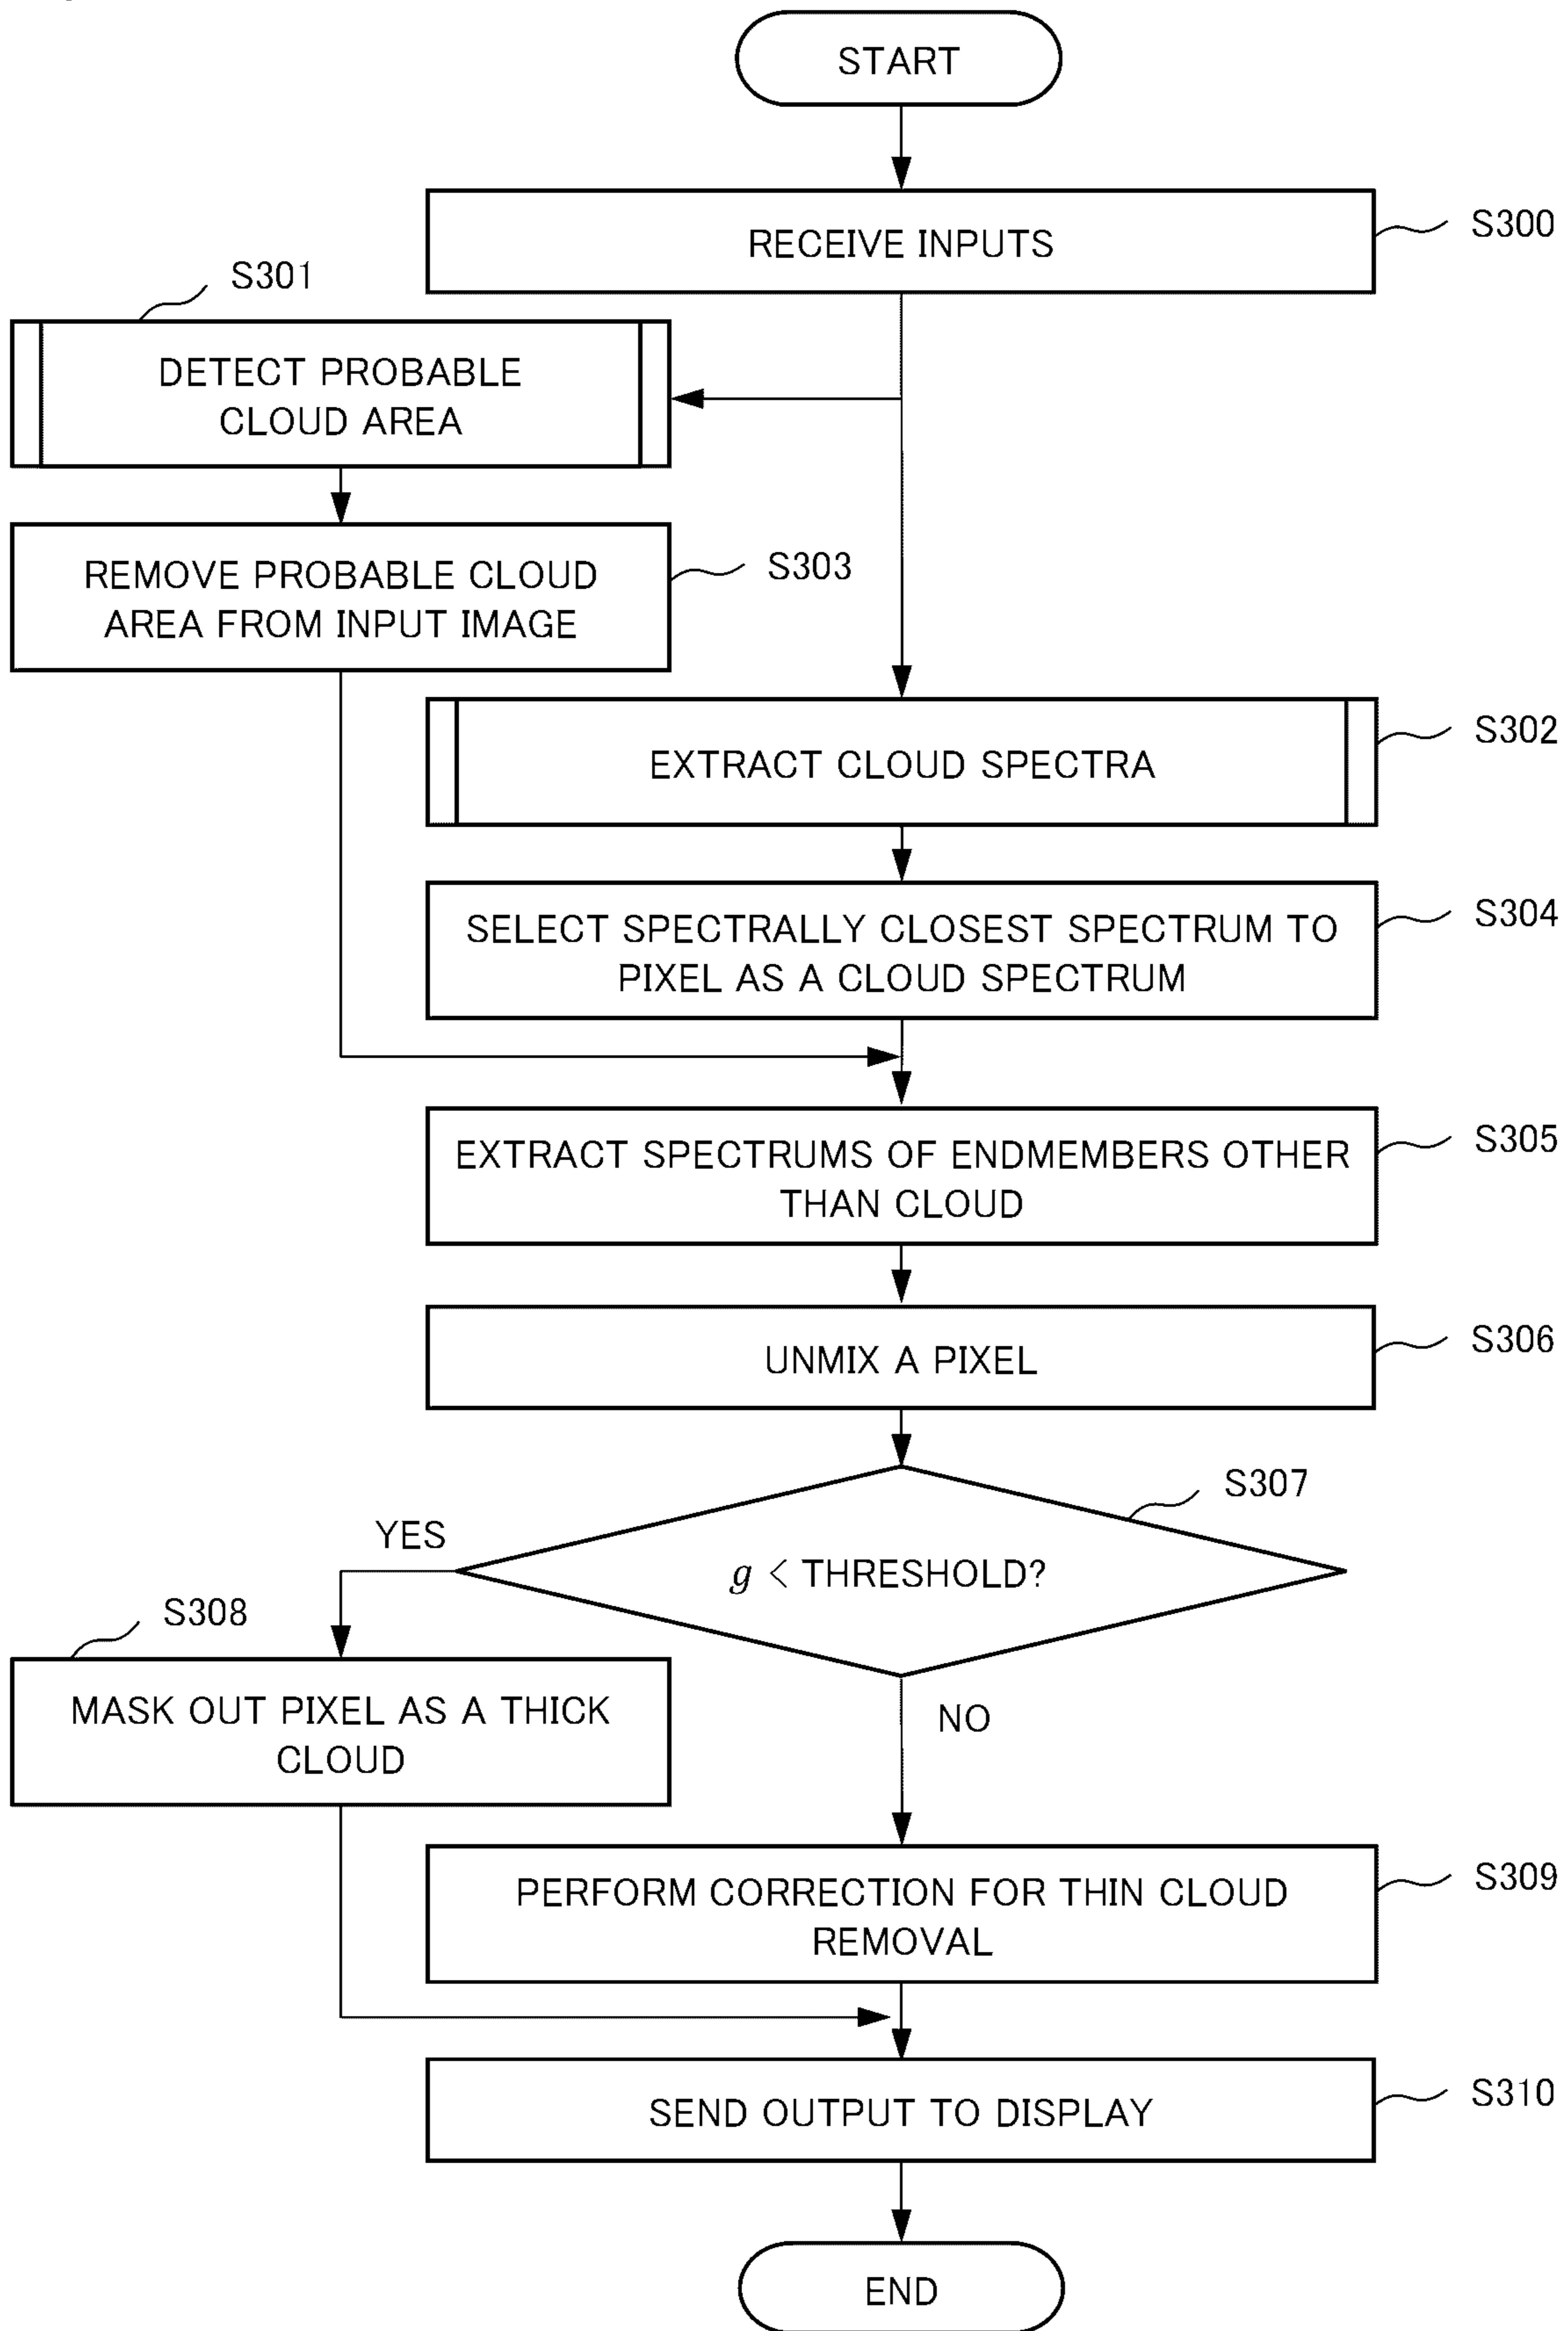 START
RECEIVE INPUTS
S300
S301
DETECT PROBABLE
CLOUD AREA
REMOVE PROBABLE CLOUD
AREA FROM INPUT IMAGE
S303
EXTRACT CLOUD SPECTRA
S302
SELECT SPECTRALLY CLOSEST SPECTRUM TO
PIXEL AS A CLOUD SPECTRUM
S304
EXTRACT SPECTRUMS OF ENDMEMBERS OTHER
THAN CLOUD
S305
UNMIX A PIXEL
S306
S307
YES
g < THRESHOLD?
S308
MASK OUT PIXEL AS A THICK
CLOUD
NO
PERFORM CORRECTION FOR THIN CLOUD
REMOVAL
S309
SEND OUTPUT TO DISPLAY
S310
END